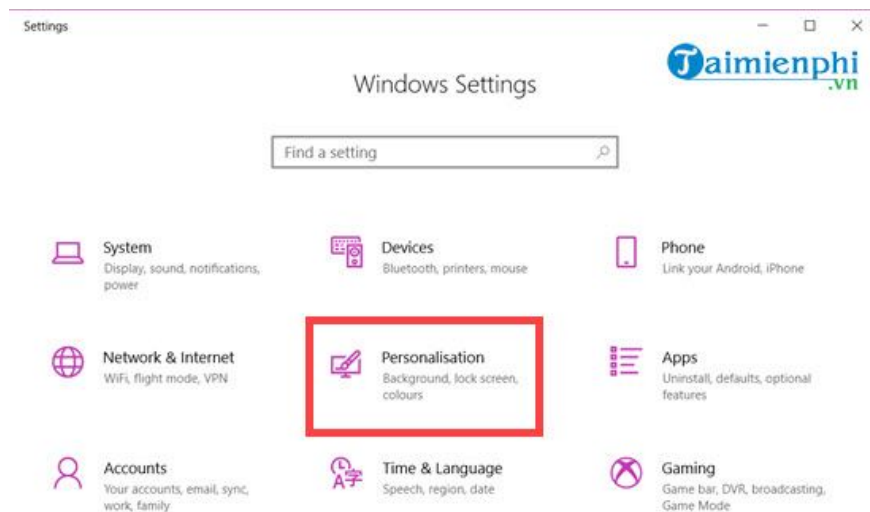 Settings
Taimienphi
.vn
Windows Settings
Find a setting
System
Display, sound, notifications,
power
Devices
Bluetooth, printers, mouse
Phone
Link your Android, iPhone
Network & Internet
WiFi, flight mode, VPN
Personalisation
Background, lock screen,
colours
Apps
Uninstall, defaults, optional
features
Accounts
Your accounts, email, sync,
work, family
A字
Time & Language
Speech, region, date
Gaming
Game bar, DVR, broadcasting,
Game Mode